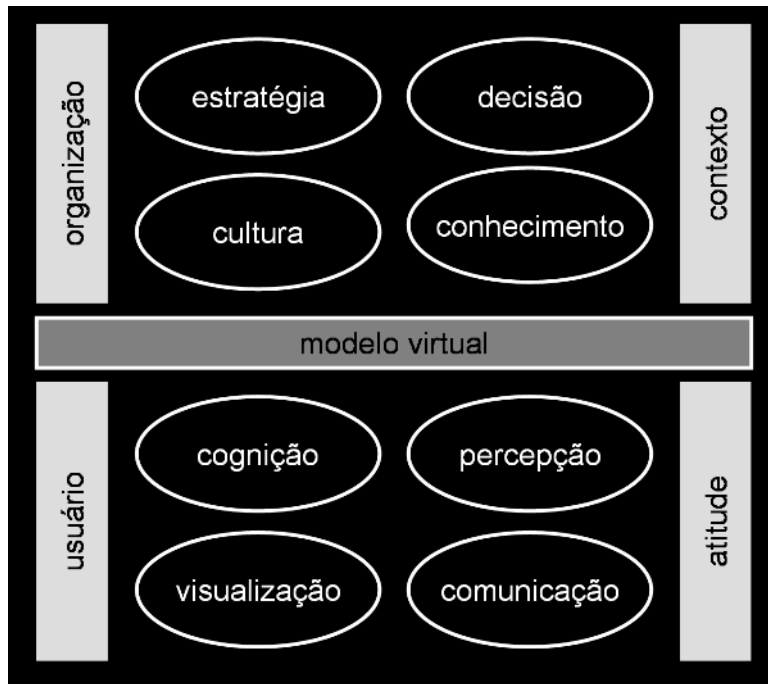 organização
estratégia
decisão
contexto
cultura
conhecimento
modelo virtual
usuário
cognição
percepção
atitude
visualização
comunicação